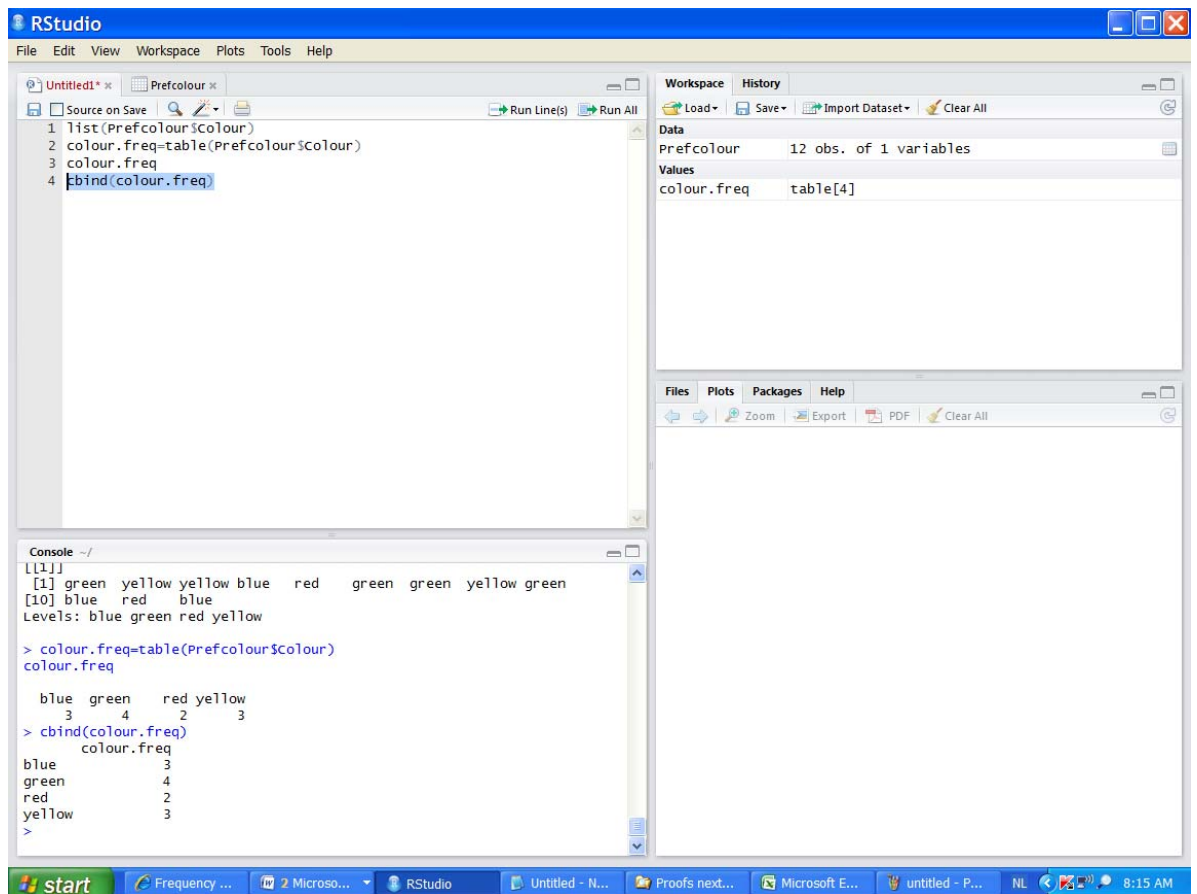 RStudio
File Edit View Workspace Plots Tools Help
Untitled1* × Prefcolour ×
Source on Save Run Line(s) Run All
1 list(Prefcolour$Colour)
2 colour.freq=table(Prefcolour$Colour)
3 colour.freq
4 cbind(colour.freq)
Console ~/
[[1]]
[1] green yellow yellow blue red green green yellow green
[10] blue red blue
Levels: blue green red yellow
> colour.freq=table(Prefcolour$Colour)
colour.freq
blue green red yellow
3 4 2 3
> cbind(colour.freq)
colour.freq
blue 3
green 4
red 2
yellow 3
>
Workspace History
Load Save Import Dataset Clear All
Data
Prefcolour 12 obs. of 1 variables
Values
colour.freq table[4]
Files Plots Packages Help
Zoom Export PDF Clear All
start Frequency ... 2 Microso... RStudio Untitled - N... Proofs next... Microsoft E... untitled - P... NL 8:15 AM